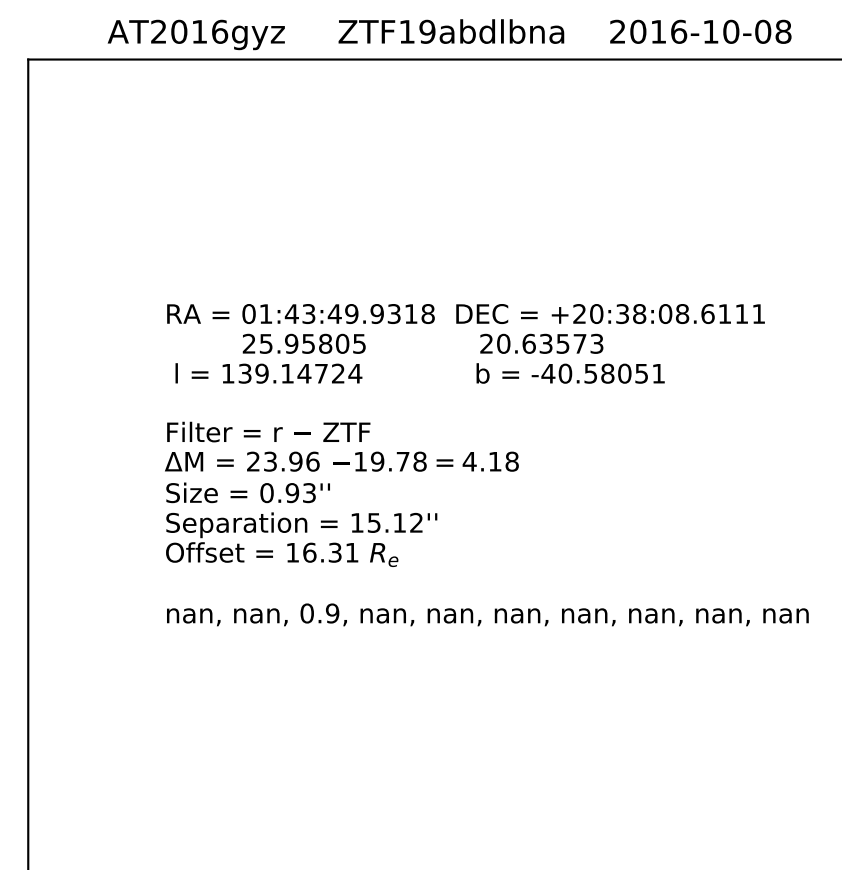 AT2016gyz ZTF19abdlbna 2016-10-08
RA = 01:43:49.9318 DEC = +20:38:08.6111
25.95805 20.63573
l = 139.14724 b = -40.58051
Filter = r − ZTF
ΔM = 23.96 −19.78 = 4.18
Size = 0.93''
Separation = 15.12''
Offset = 16.31 Re
nan, nan, 0.9, nan, nan, nan, nan, nan, nan, nan